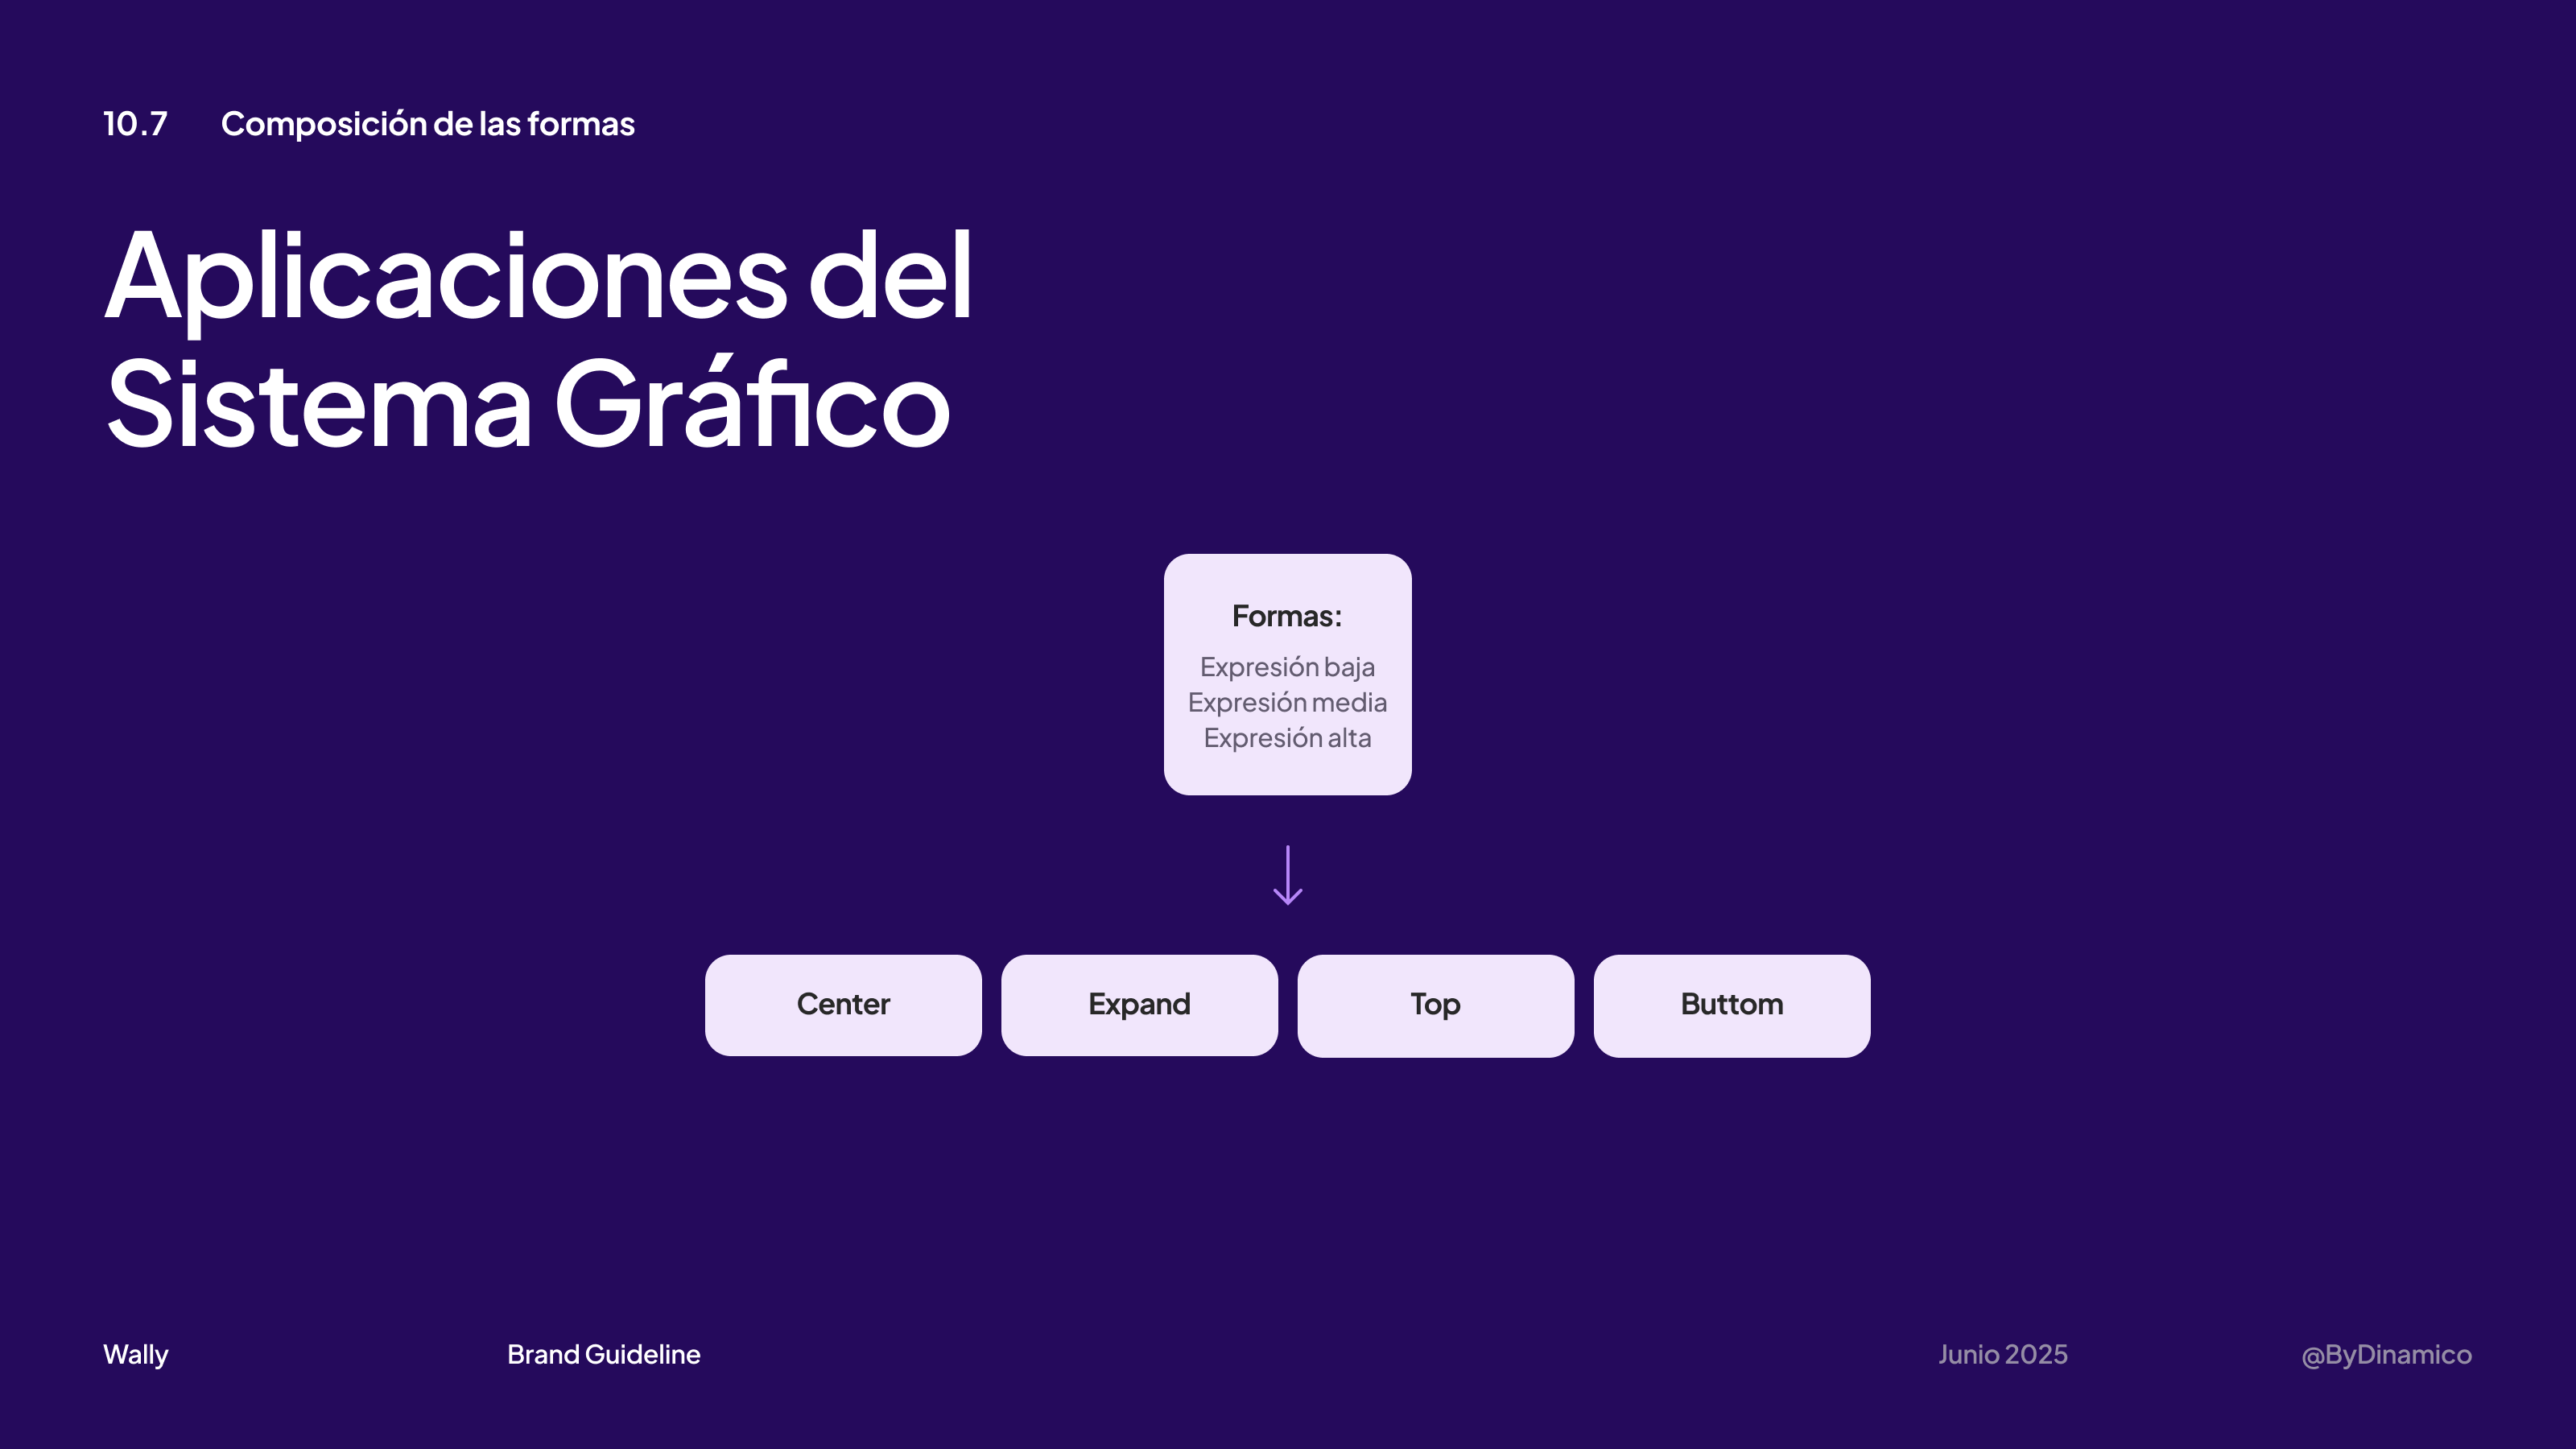 10.7 Composición de las formas
Aplicaciones del
Sistema Gráfico
Formas:
Expresión baja
Expresión media
Expresión alta
Center
Expand
Top
Buttom
Wally
Brand Guideline
Junio 2025
@ByDinamico